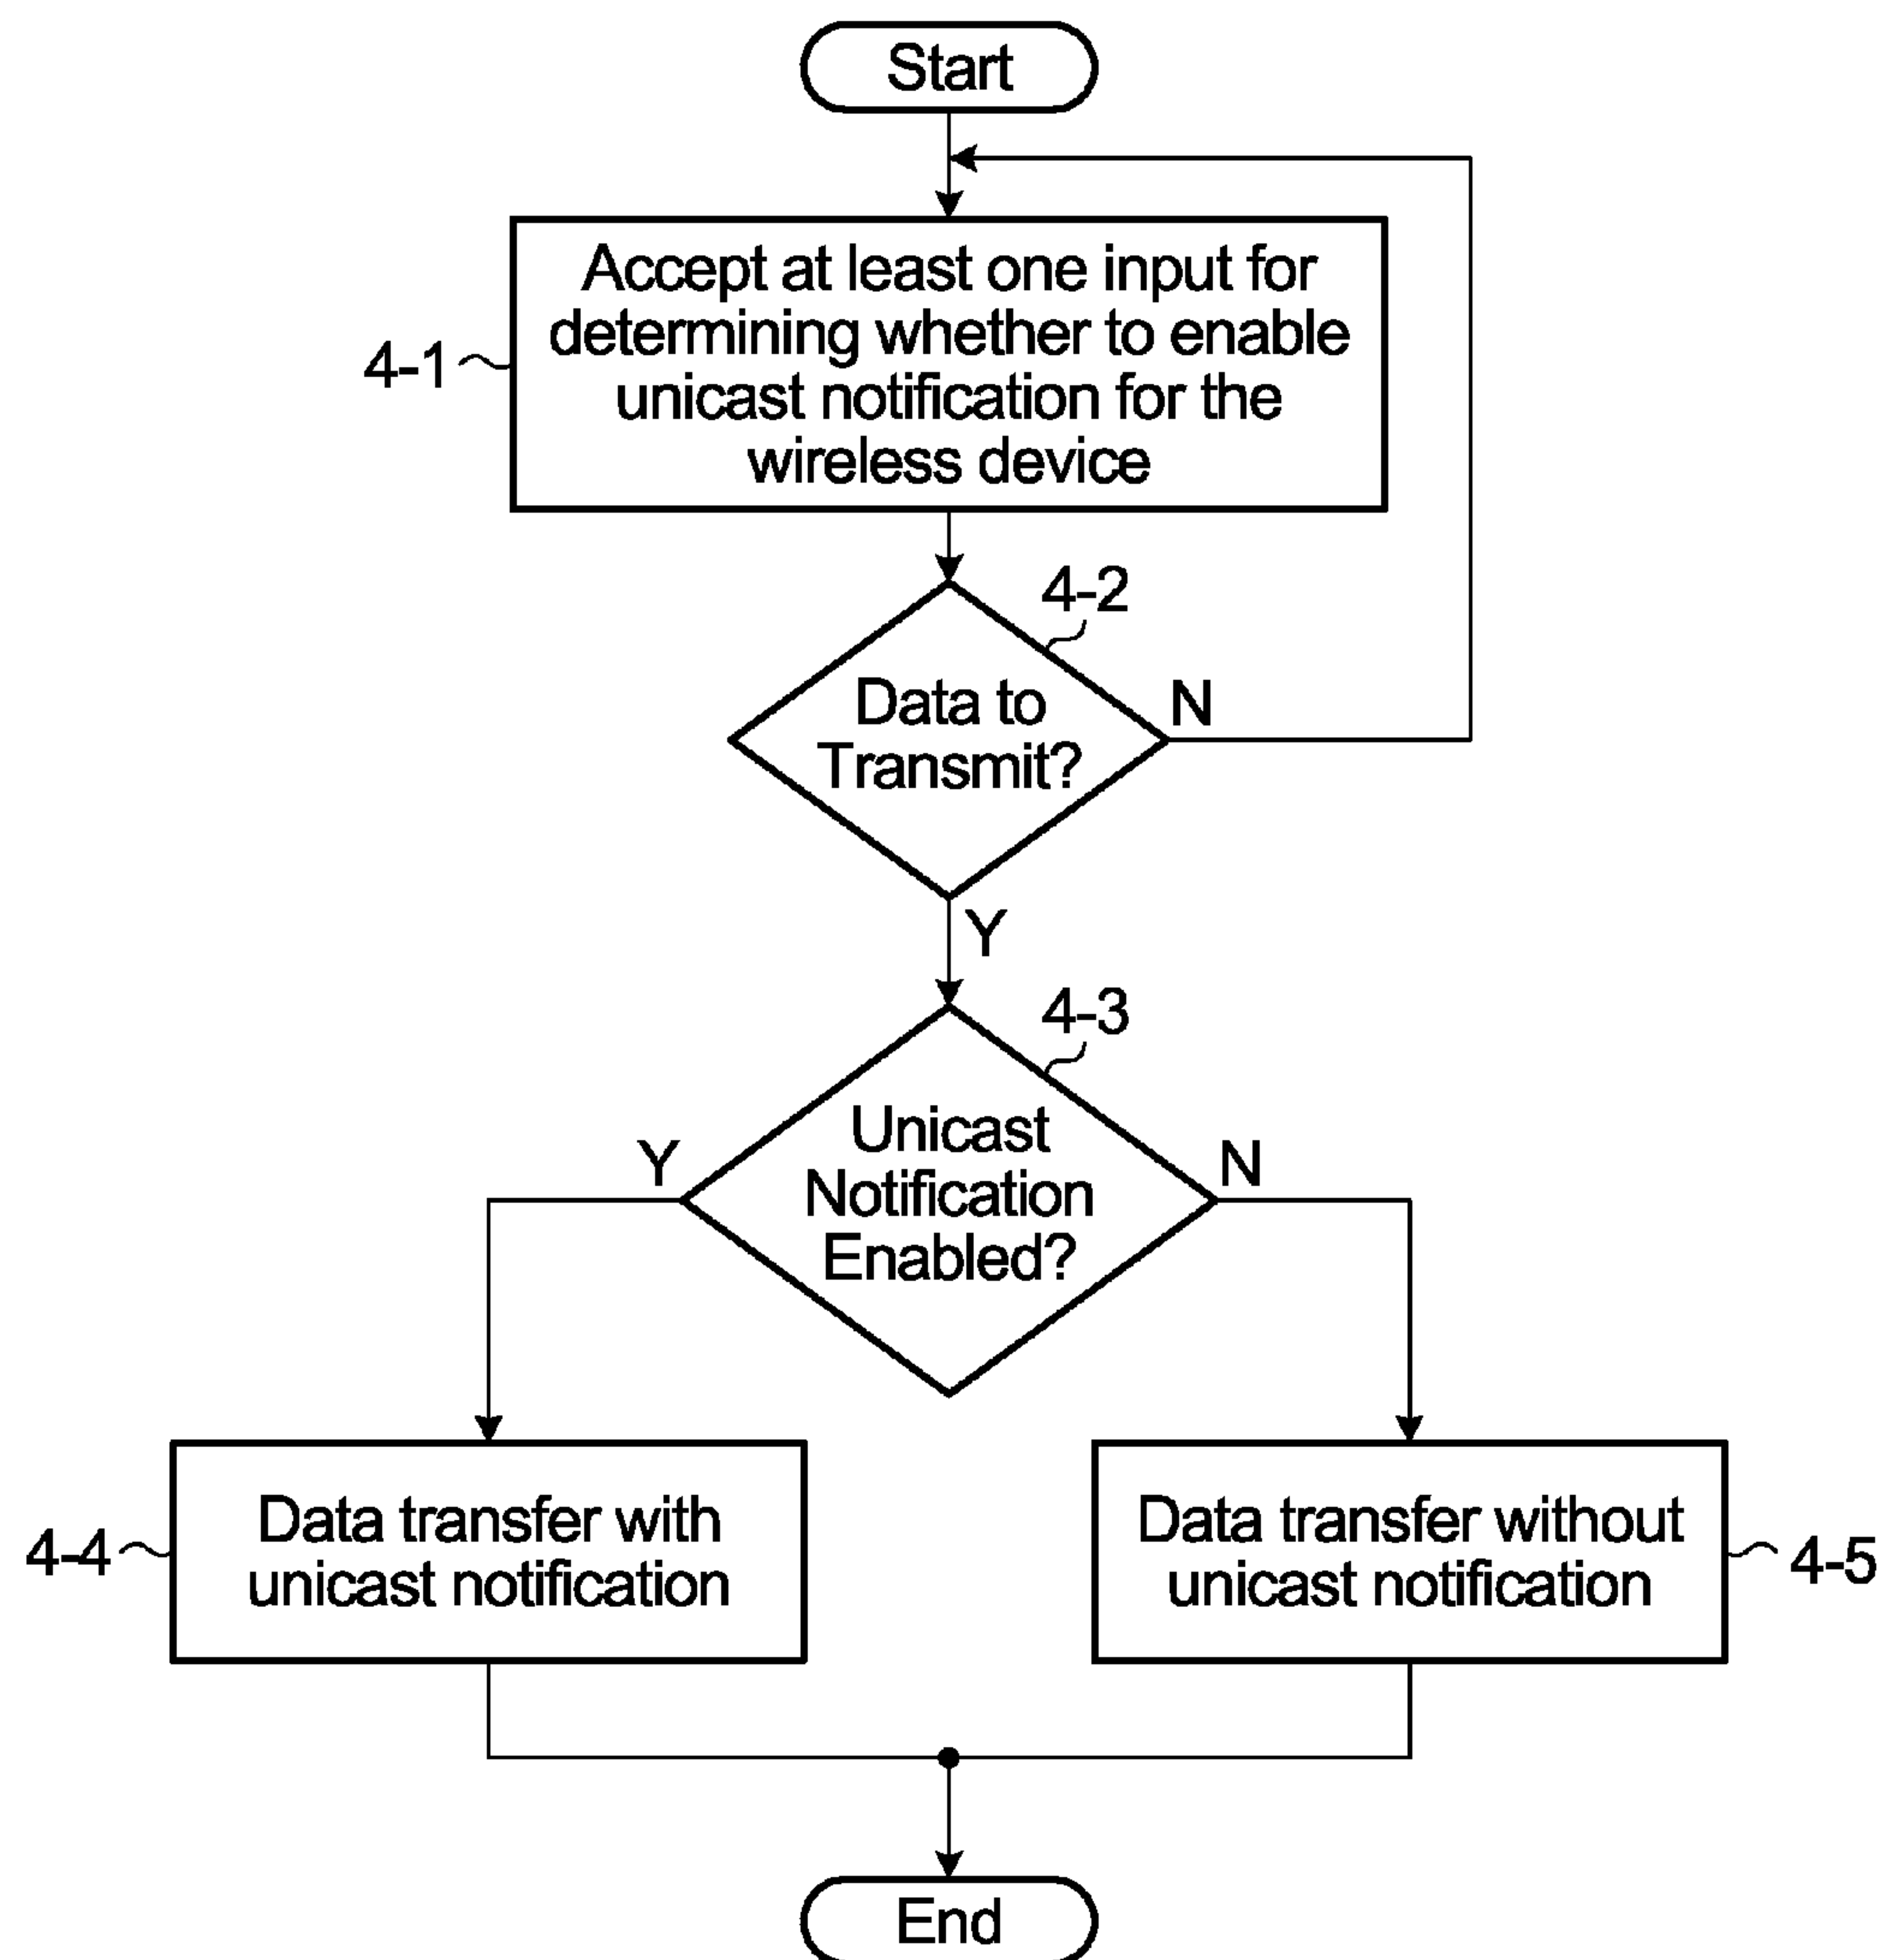 Start
Accept at least one input for
determining whether to enable
unicast notification for the
wireless device
4-1
4-2
Data to
Transmit?
N
Y
4-3
Unicast
Notification
Enabled?
Y
N
Data transfer with
unicast notification
4-4
Data transfer without
unicast notification
4-5
End